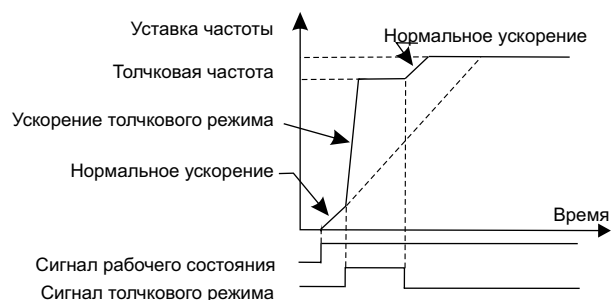 Уставка частоты
Нормальное ускорение
Толчковая частота
Ускорение толчкового режима
Нормальное ускорение
Время
Сигнал рабочего состояния
Сигнал толчкового режима